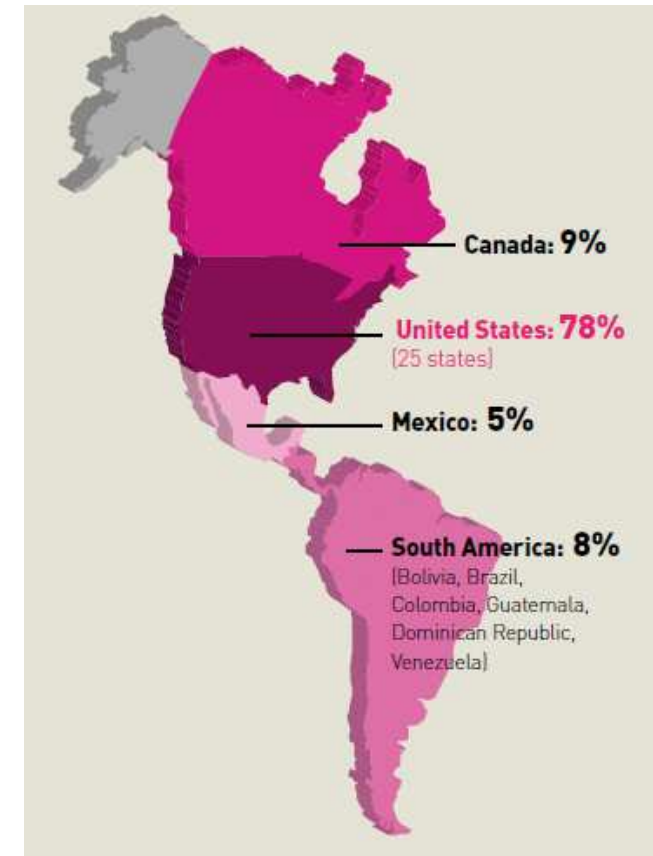 Canada: 9%
United States: 78%
(25 states)
Mexico: 5%
South America: 8%
(Bolivia, Brazil,
Colombia, Guatemala,
Dominican Republic,
Venezuela)